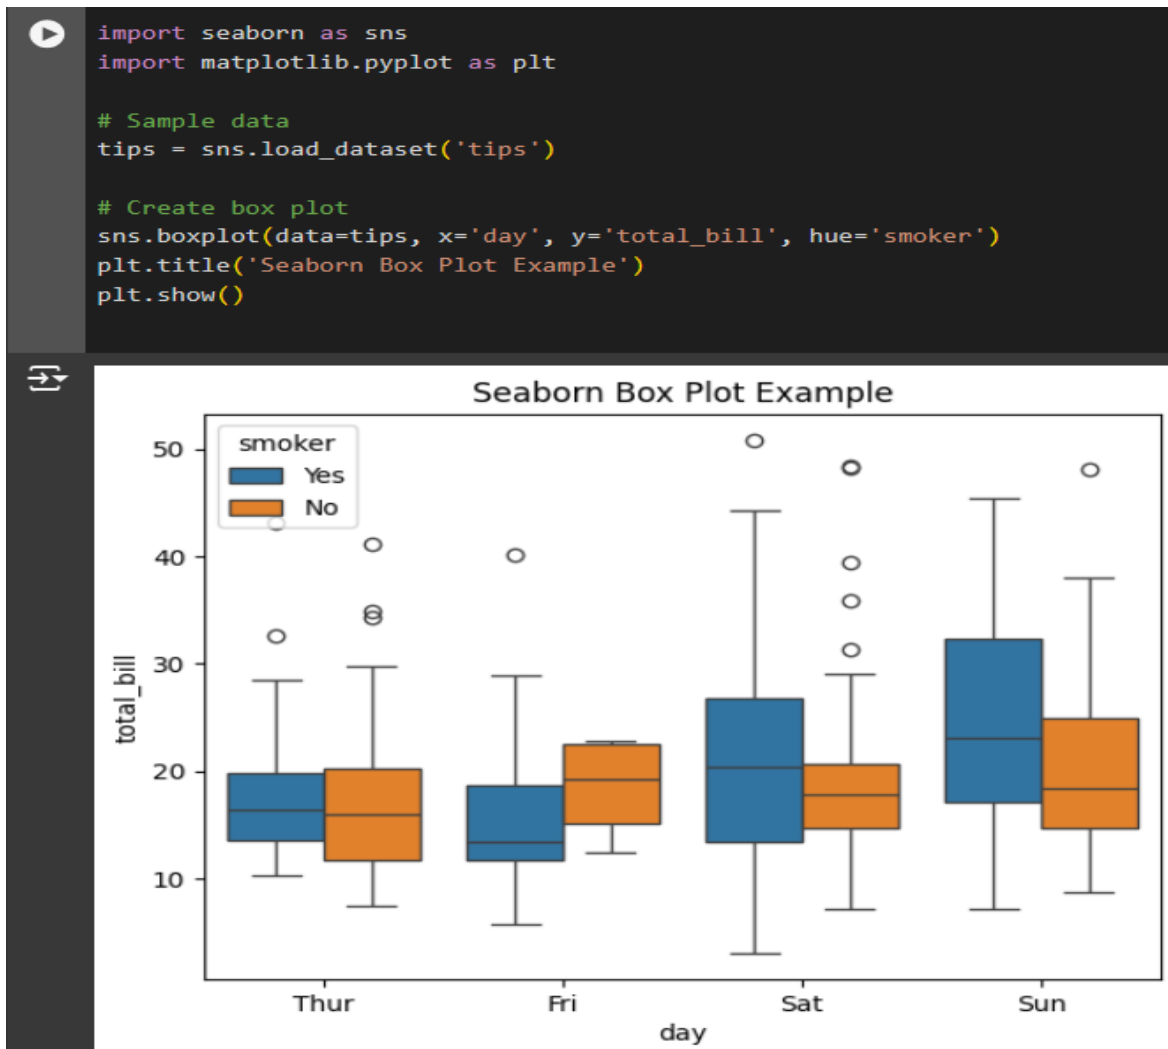 import seaborn as sns
import matplotlib.pyplot as plt
# Sample data
tips = sns.load_dataset('tips')
# Create box plot
sns.boxplot(data=tips, x='day', y='total_bill', hue='smoker')
plt.title('Seaborn Box Plot Example')
plt.show()
Seaborn Box Plot Example
smoker
Yes
No
50
40
30
20
10
total_bill
Thur Fri Sat Sun
day